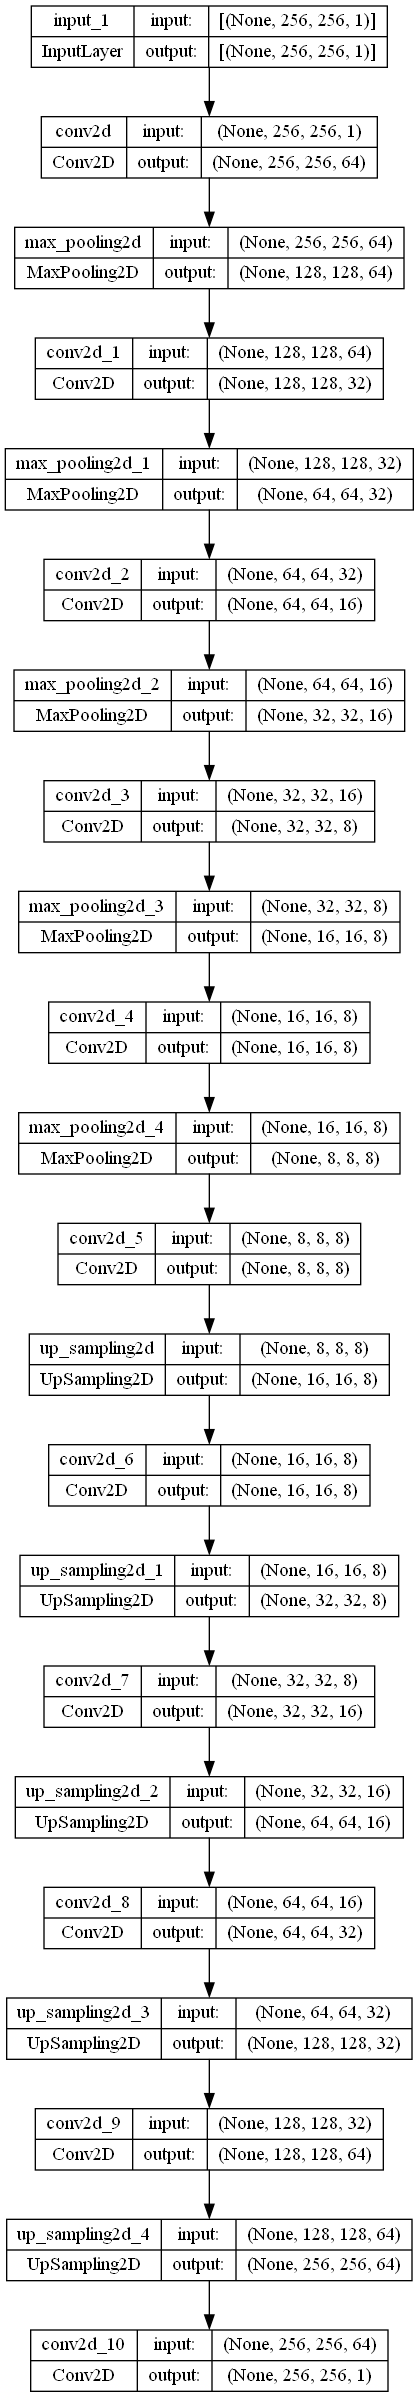 input_1 input: [(None, 256, 256, 1)]
InputLayer output: [(None, 256, 256, 1)]
conv2d input: (None, 256, 256, 1)
Conv2D output: (None, 256, 256, 64)
max_pooling2d input: (None, 256, 256, 64)
MaxPooling2D output: (None, 128, 128, 64)
conv2d_1 input: (None, 128, 128, 64)
Conv2D output: (None, 128, 128, 32)
max_pooling2d_1 input: (None, 128, 128, 32)
MaxPooling2D output: (None, 64, 64, 32)
conv2d_2 input: (None, 64, 64, 32)
Conv2D output: (None, 64, 64, 16)
max_pooling2d_2 input: (None, 64, 64, 16)
MaxPooling2D output: (None, 32, 32, 16)
conv2d_3 input: (None, 32, 32, 16)
Conv2D output: (None, 32, 32, 8)
max_pooling2d_3 input: (None, 32, 32, 8)
MaxPooling2D output: (None, 16, 16, 8)
conv2d_4 input: (None, 16, 16, 8)
Conv2D output: (None, 16, 16, 8)
max_pooling2d_4 input: (None, 16, 16, 8)
MaxPooling2D output: (None, 8, 8, 8)
conv2d_5 input: (None, 8, 8, 8)
Conv2D output: (None, 8, 8, 8)
up_sampling2d input: (None, 8, 8, 8)
UpSampling2D output: (None, 16, 16, 8)
conv2d_6 input: (None, 16, 16, 8)
Conv2D output: (None, 16, 16, 8)
up_sampling2d_1 input: (None, 16, 16, 8)
UpSampling2D output: (None, 32, 32, 8)
conv2d_7 input: (None, 32, 32, 8)
Conv2D output: (None, 32, 32, 16)
up_sampling2d_2 input: (None, 32, 32, 16)
UpSampling2D output: (None, 64, 64, 16)
conv2d_8 input: (None, 64, 64, 16)
Conv2D output: (None, 64, 64, 32)
up_sampling2d_3 input: (None, 64, 64, 32)
UpSampling2D output: (None, 128, 128, 32)
conv2d_9 input: (None, 128, 128, 32)
Conv2D output: (None, 128, 128, 64)
up_sampling2d_4 input: (None, 128, 128, 64)
UpSampling2D output: (None, 256, 256, 64)
conv2d_10 input: (None, 256, 256, 64)
Conv2D output: (None, 256, 256, 1)